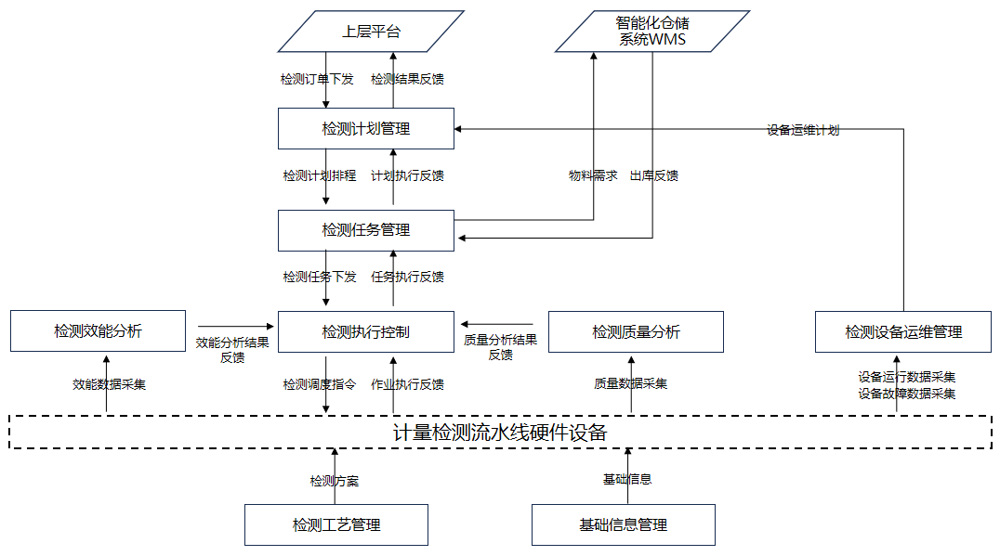 上层平台
智能化仓储
系统WMS
检测订单下发
检测结果反馈
检测计划管理
设备运维计划
检测计划排程
计划执行反馈
物料需求
出库反馈
检测任务管理
检测任务下发
任务执行反馈
检测效能分析
效能分析结果
反馈
检测执行控制
质量分析结果
反馈
检测质量分析
检测设备运维管理
效能数据采集
检测调度指令
作业执行反馈
质量数据采集
设备运行数据采集
设备故障数据采集
计量检测流水线硬件设备
检测方案
基础信息
检测工艺管理
基础信息管理